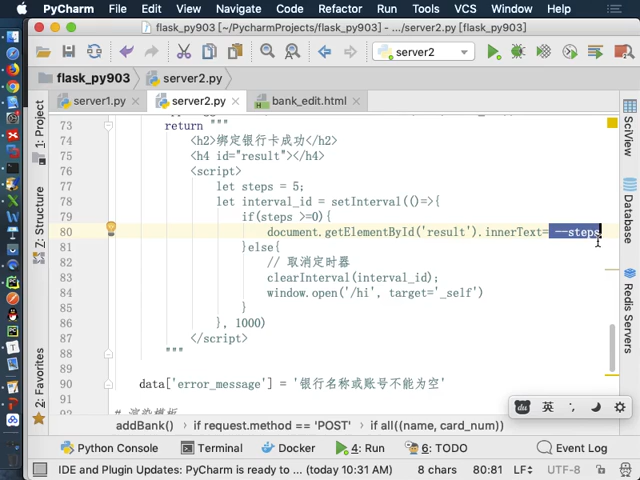 PyCharm File Edit View Navigate Code Refactor Run Tools VCS Window Help
flask_py903 [~/PycharmProjects/flask_py903] - .../server2.py [flask_py903]
server2
flask_py903 server2.py
server1.py server2.py bank_edit.html
1: Project
Z: Structure
2: Favorites
SciView
Database
Redis Servers
73 return """
74 <h2>绑定银行卡成功</h2>
75 <h4 id="result"></h4>
76 <script>
77 let steps = 5;
78 let interval_id = setInterval(()=>{
79 if(steps >=0){
80 document.getElementById('result').innerText= --steps
81 }else{
82 // 取消定时器
83 clearInterval(interval_id);
84 window.open('/hi', target='_self')
85 }
86 }, 1000)
87 </script>
88 """
89
90 data['error_message'] = '银行名称或账号不能为空'
91
92 # 渲染模板
du 英
addBank() if request.method == 'POST' if all((name, card_num))
Python Console Terminal Docker 4: Run 6: TODO Event Log
IDE and Plugin Updates: PyCharm is ready to ... (today 10:31 AM) 8 chars 80:81 LF UTF-8